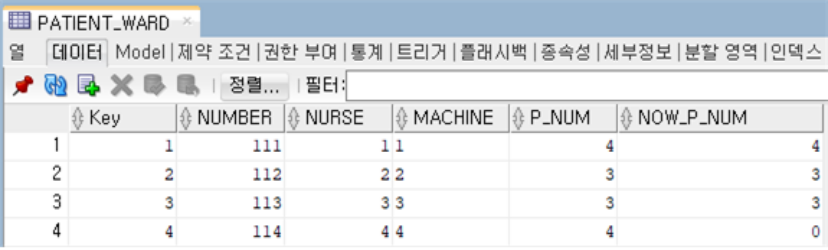 PATIENT_WARD
열 데이터 Model|제약 조건|권한 부여|통계|트리거|플래시백|종속성|세부정보|분할 영역|인덱스
정렬... 필터:
Key NUMBER NURSE MACHINE P_NUM NOW_P_NUM
1 1 111 1 1 4 4
2 2 112 2 2 3 3
3 3 113 3 3 3 3
4 4 114 4 4 4 0